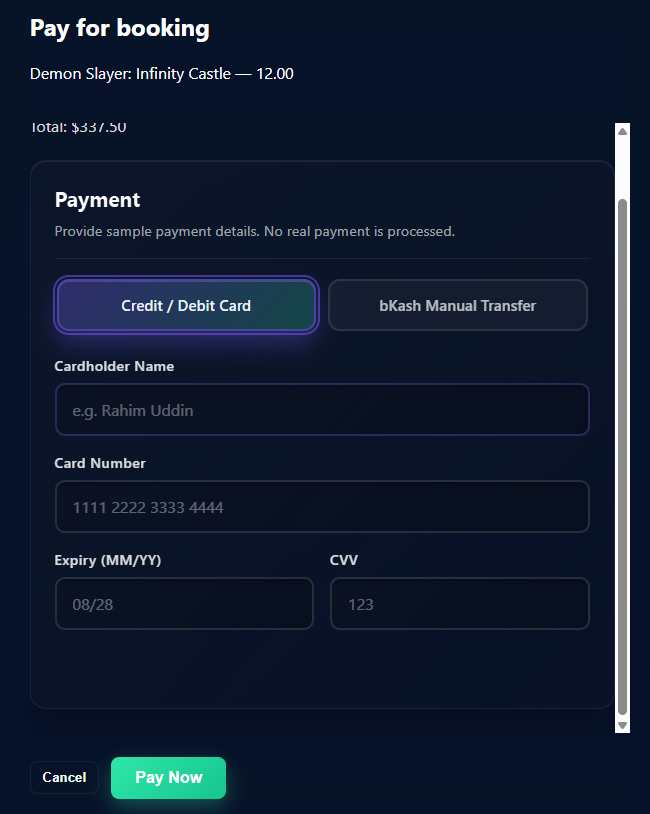 Pay for booking
Demon Slayer: Infinity Castle — 12.00
Total: $337.50
Payment
Provide sample payment details. No real payment is processed.
Credit / Debit Card
bKash Manual Transfer
Cardholder Name
e.g. Rahim Uddin
Card Number
1111 2222 3333 4444
Expiry (MM/YY)
CVV
08/28
123
Cancel
Pay Now